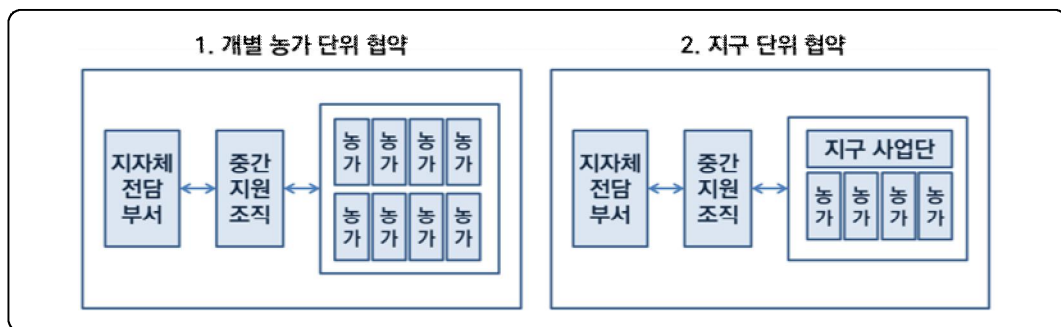 1. 개별 농가 단위 협약
지자체
전담
부서
중간
지원
조직
농가 농가 농가 농가
농가 농가 농가 농가
2. 지구 단위 협약
지자체
전담
부서
중간
지원
조직
지구 사업단
농가 농가 농가 농가